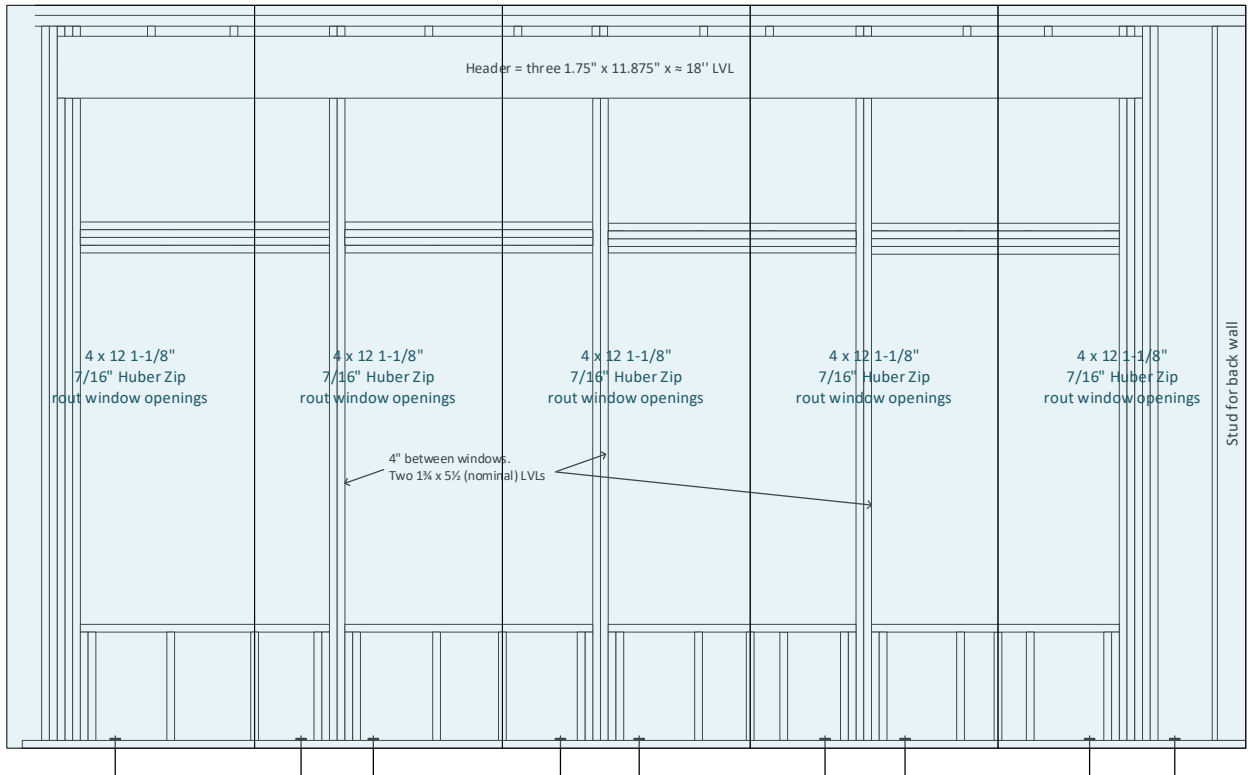 Header = three 1.75" x 11.875" x ≈ 18'' LVL
4 x 12 1-1/8"
7/16" Huber Zip
rout window openings
4 x 12 1-1/8"
7/16" Huber Zip
rout window openings
4 x 12 1-1/8"
7/16" Huber Zip
rout window openings
4 x 12 1-1/8"
7/16" Huber Zip
rout window openings
4 x 12 1-1/8"
7/16" Huber Zip
rout window openings
Stud for back wall
4" between windows.
Two 1¾ x 5½ (nominal) LVLs